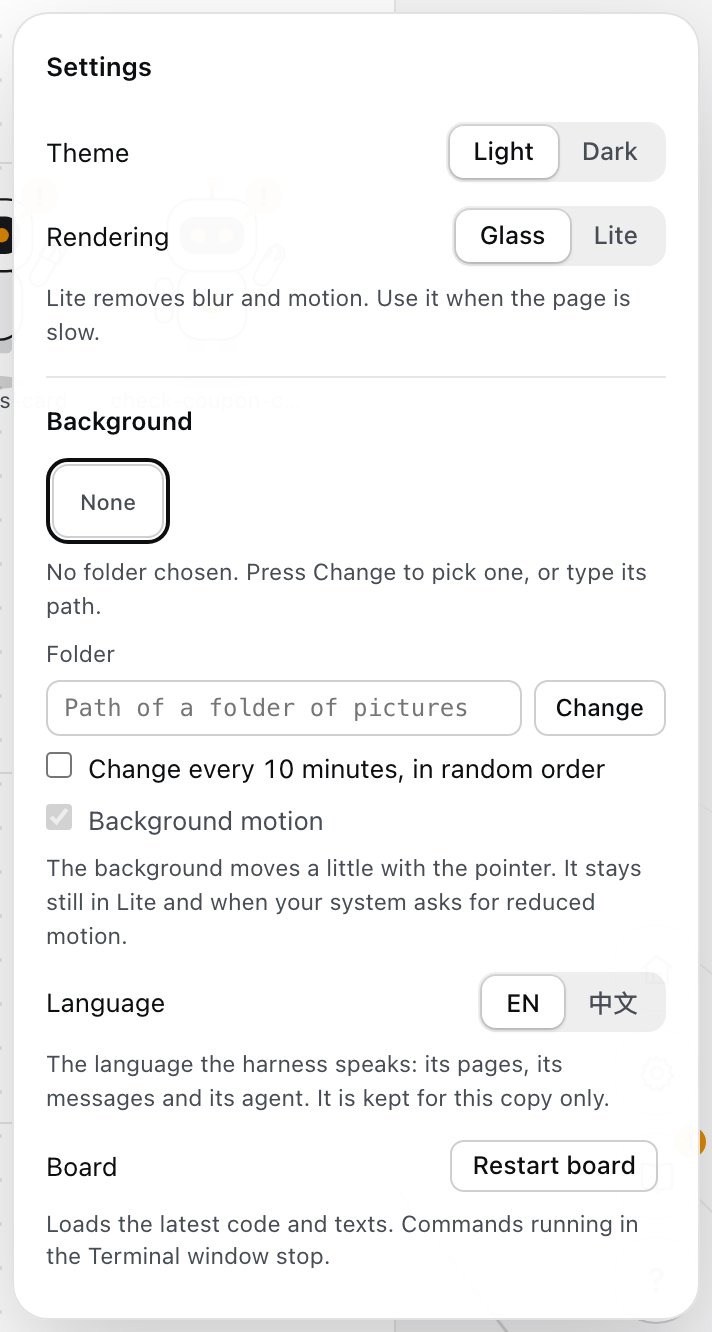 Settings
Theme
Light
Dark
Rendering
Glass
Lite
Lite removes blur and motion. Use it when the page is
slow.
Background
None
No folder chosen. Press Change to pick one, or type its
path.
Folder
Path of a folder of pictures
Change
Change every 10 minutes, in random order
Background motion
The background moves a little with the pointer. It stays
still in Lite and when your system asks for reduced
motion.
Language
EN
中文
The language the harness speaks: its pages, its
messages and its agent. It is kept for this copy only.
Board
Restart board
Loads the latest code and texts. Commands running in
the Terminal window stop.